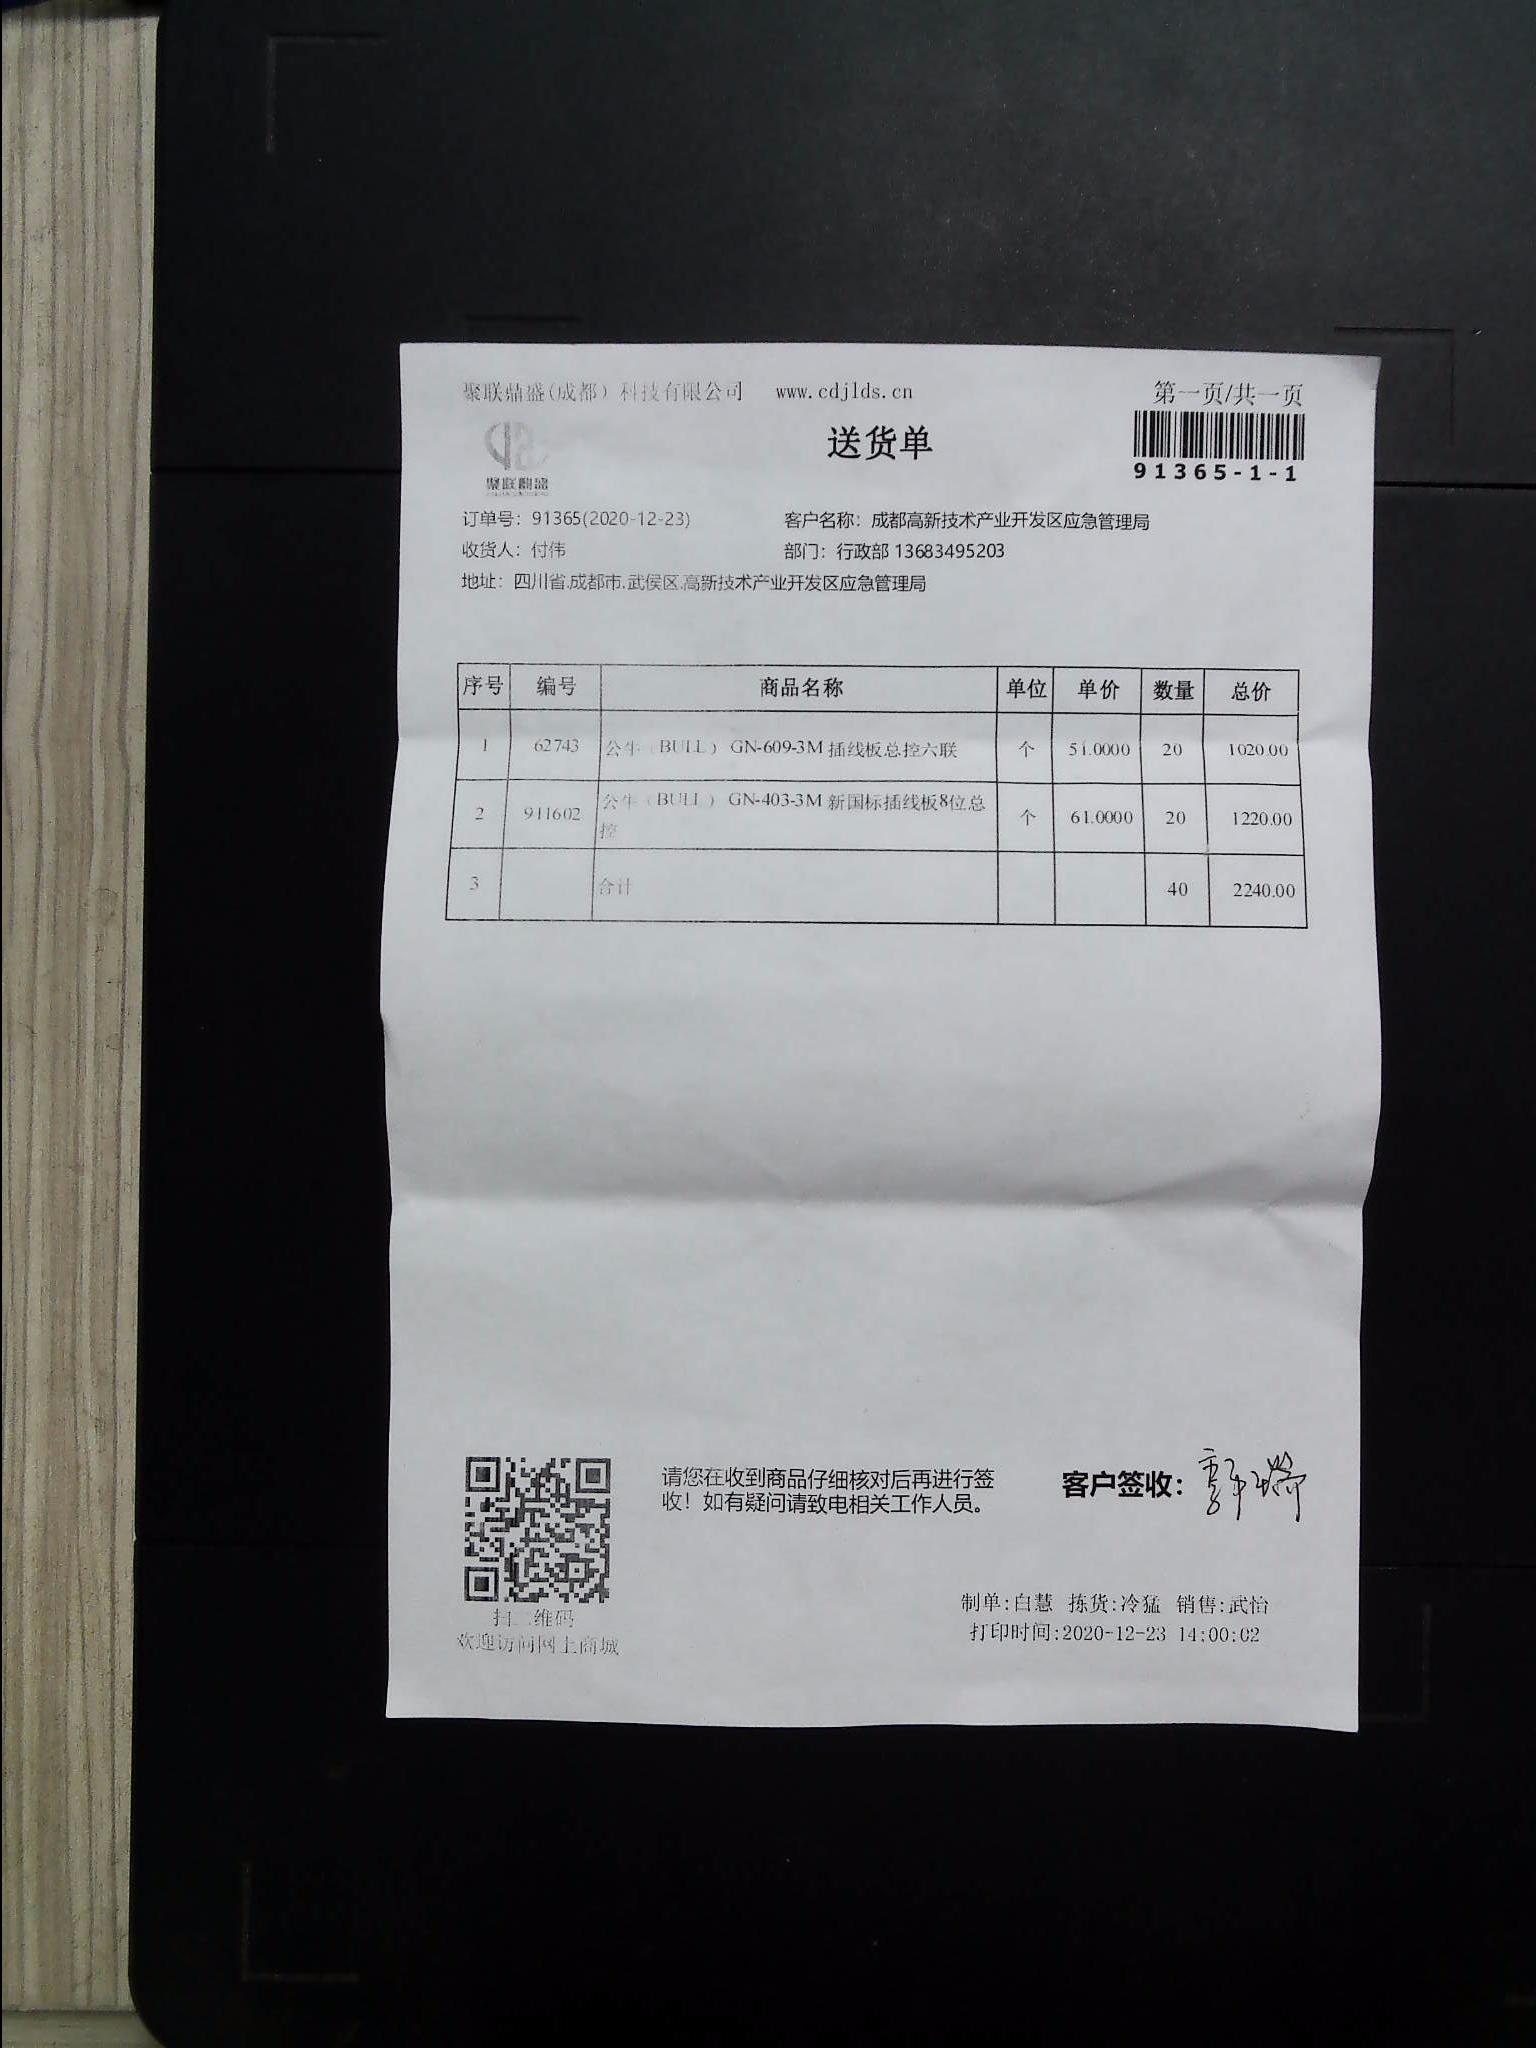 聚联鼎盛(成都)科技有限公司 www.cdjlds.cn 第一页/共一页
聚联鼎盛
送货单
91365-1-1
订单号：91365(2020-12-23) 客户名称：成都高新技术产业开发区应急管理局
收货人：付伟 部门：行政部 13683495203
地址：四川省.成都市.武侯区.高新技术产业开发区应急管理局
序号 编号 商品名称 单位 单价 数量 总价
1 62743 公牛（BULL） GN-609-3M 插线板总控六联 个 51.0000 20 1020.00
2 911602 公牛（BULL） GN-403-3M 新国标插线板8位总
控 个 61.0000 20 1220.00
3 合计 40 2240.00
请您在收到商品仔细核对后再进行签
收！如有疑问请致电相关工作人员。
客户签收：
扫二维码
欢迎访问网上商城
制单:白慧 拣货:冷猛 销售:武怡
打印时间:2020-12-23 14:00:02